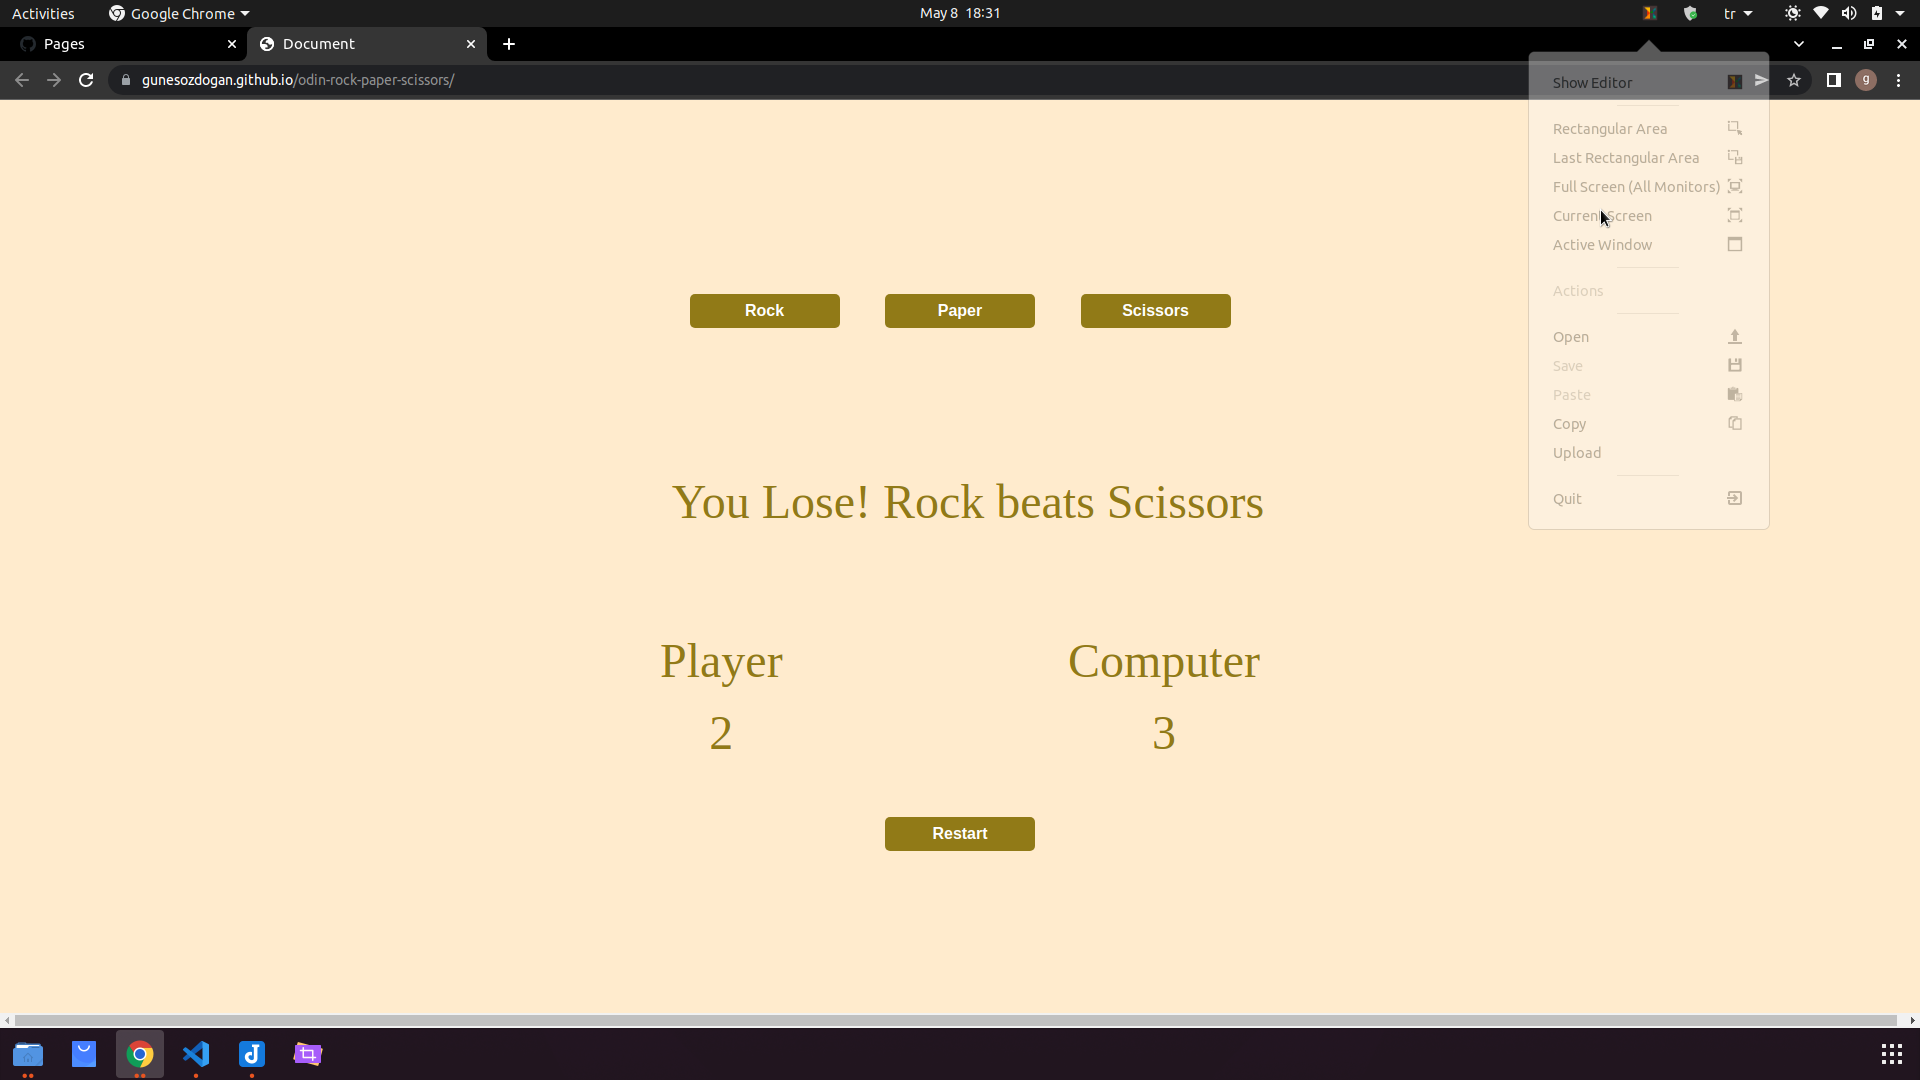 Activities
Google Chrome
May 8 18:31
tr
Pages
Document
gunesozdogan.github.io/odin-rock-paper-scissors/
g
Show Editor
Rectangular Area
Last Rectangular Area
Full Screen (All Monitors)
Current Screen
Active Window
Actions
Open
Save
Paste
Copy
Upload
Quit
Rock
Paper
Scissors
You Lose! Rock beats Scissors
Player
Computer
2
3
Restart